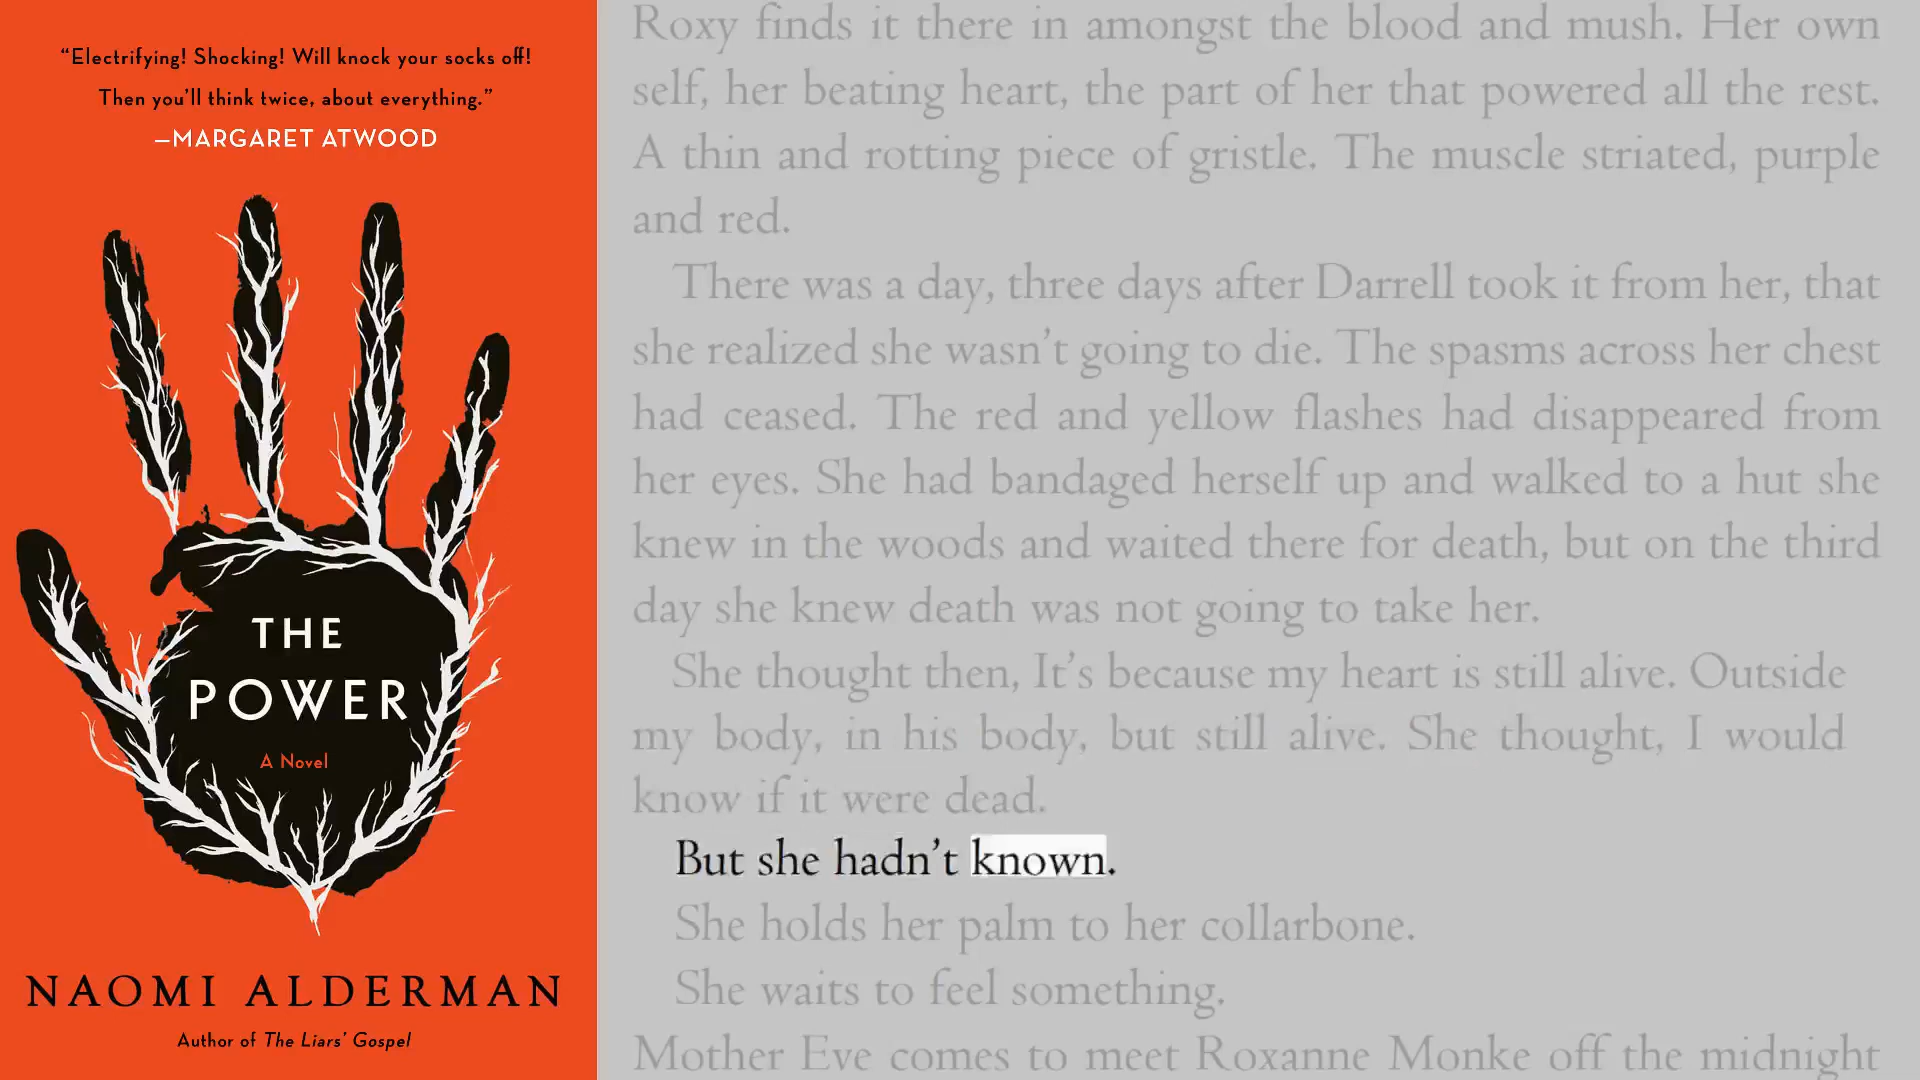 “Electrifying! Shocking! Will knock your socks off!
Then you’ll think twice, about everything.”
—MARGARET ATWOOD
THE
POWER
A Novel
NAOMI ALDERMAN
Author of The Liars’ Gospel
Roxy finds it there in amongst the blood and mush. Her own
self, her beating heart, the part of her that powered all the rest.
A thin and rotting piece of gristle. The muscle striated, purple
and red.
There was a day, three days after Darrell took it from her, that
she realized she wasn’t going to die. The spasms across her chest
had ceased. The red and yellow flashes had disappeared from
her eyes. She had bandaged herself up and walked to a hut she
knew in the woods and waited there for death, but on the third
day she knew death was not going to take her.
She thought then, It’s because my heart is still alive. Outside
my body, in his body, but still alive. She thought, I would
know if it were dead.
But she hadn’t known.
She holds her palm to her collarbone.
She waits to feel something.
Mother Eve comes to meet Roxanne Monke off the midnight